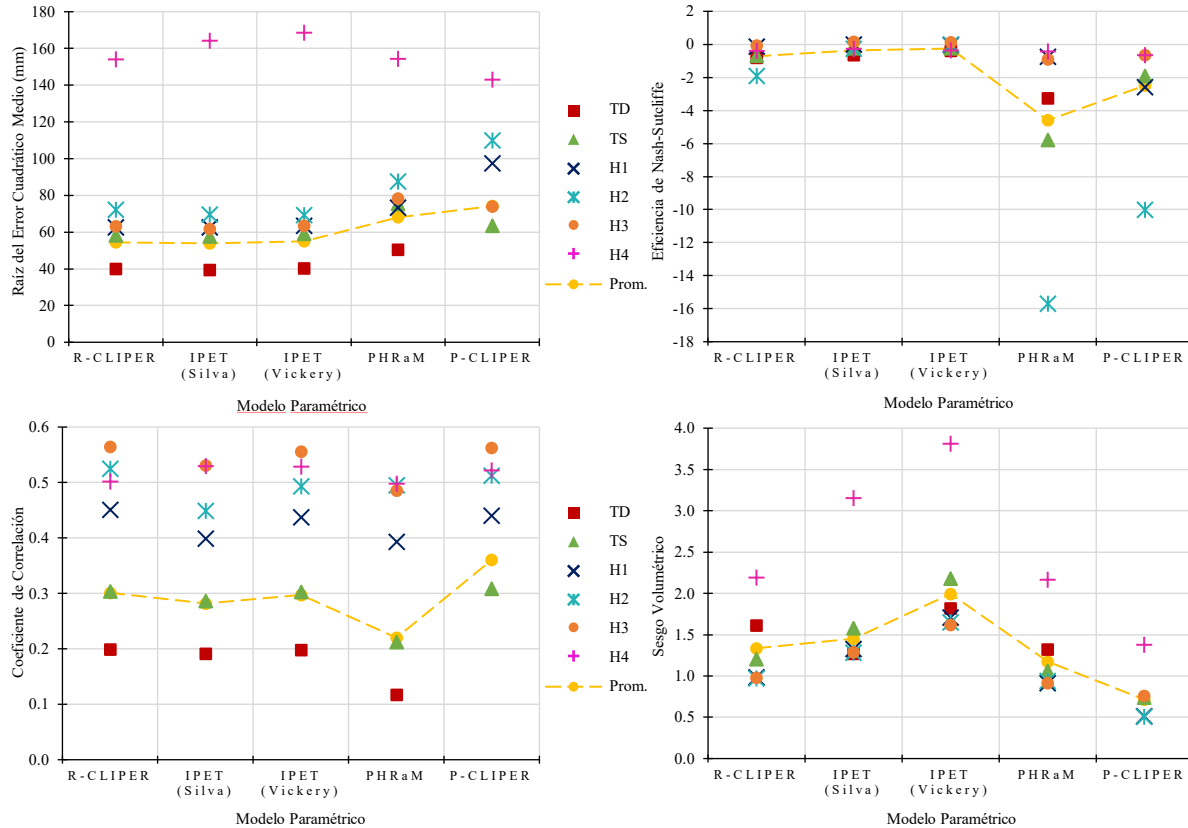 Raiz del Error Cuadrático Medio (mm)
180
160
140
120
100
80
60
40
20
0
R-CLIPER
IPET
(Silva)
IPET
(Vickery)
PHRaM
P-CLIPER
Modelo Paramétrico
TD
TS
H1
H2
H3
H4
Prom.
Eficiencia de Nash-Sutcliffe
2
0
-2
-4
-6
-8
-10
-12
-14
-16
-18
R-CLIPER
IPET
(Silva)
IPET
(Vickery)
PHRaM
P-CLIPER
Modelo Paramétrico
Coeficiente de Correlación
0.6
0.5
0.4
0.3
0.2
0.1
0.0
R-CLIPER
IPET
(Silva)
IPET
(Vickery)
PHRaM
P-CLIPER
Modelo Paramétrico
TD
TS
H1
H2
H3
H4
Prom.
Sesgo Volumétrico
4.0
3.5
3.0
2.5
2.0
1.5
1.0
0.5
0.0
R-CLIPER
IPET
(Silva)
IPET
(Vickery)
PHRaM
P-CLIPER
Modelo Paramétrico